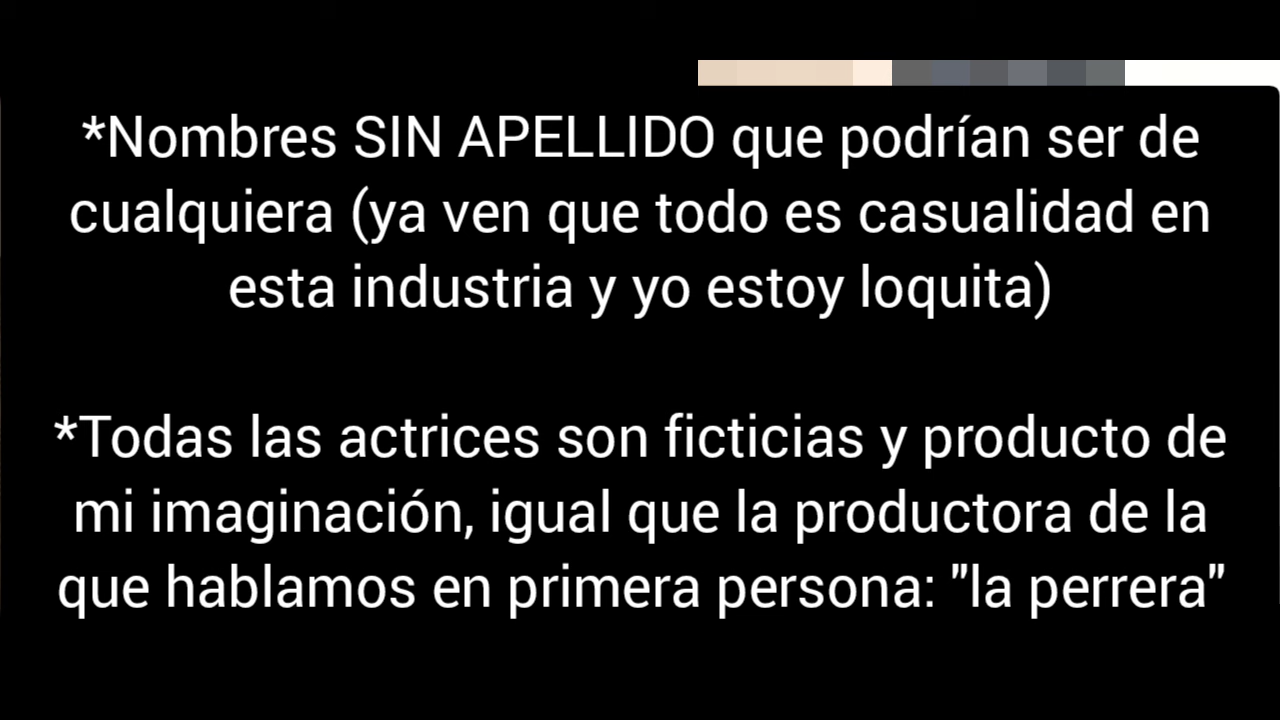 *Nombres SIN APELLIDO que podrían ser de
cualquiera (ya ven que todo es casualidad en
esta industria y yo estoy loquita)
*Todas las actrices son ficticias y producto de
mi imaginación, igual que la productora de la
que hablamos en primera persona: "la perrera"